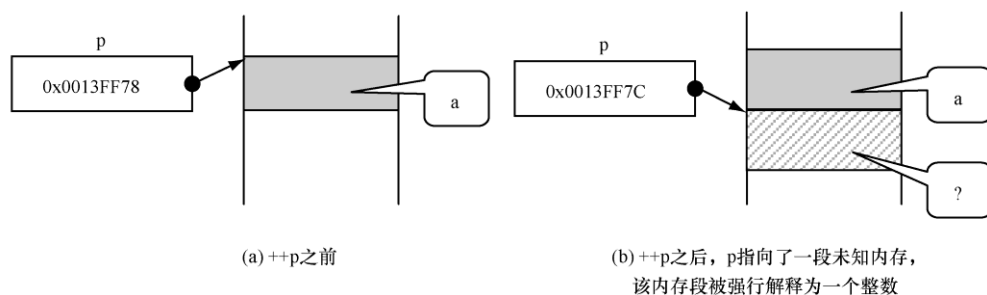 p
0x0013FF78
a
(a) ++p之前
p
0x0013FF7C
a
?
(b) ++p之后，p指向了一段未知内存，
该内存段被强行解释为一个整数